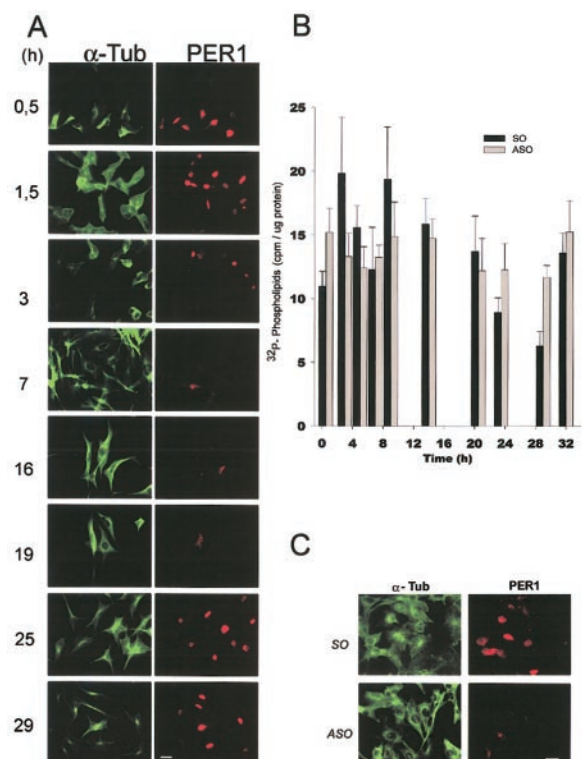 A
(h)
α-Tub PER1
0,5
1,5
3
7
16
19
25
29
B
25
20
15
10
5
0
32P- Phospholipids (cpm / ug protein)
SO
ASO
0 4 8 12 16 20 24 28 32
Time (h)
C
α- Tub PER1
SO
ASO